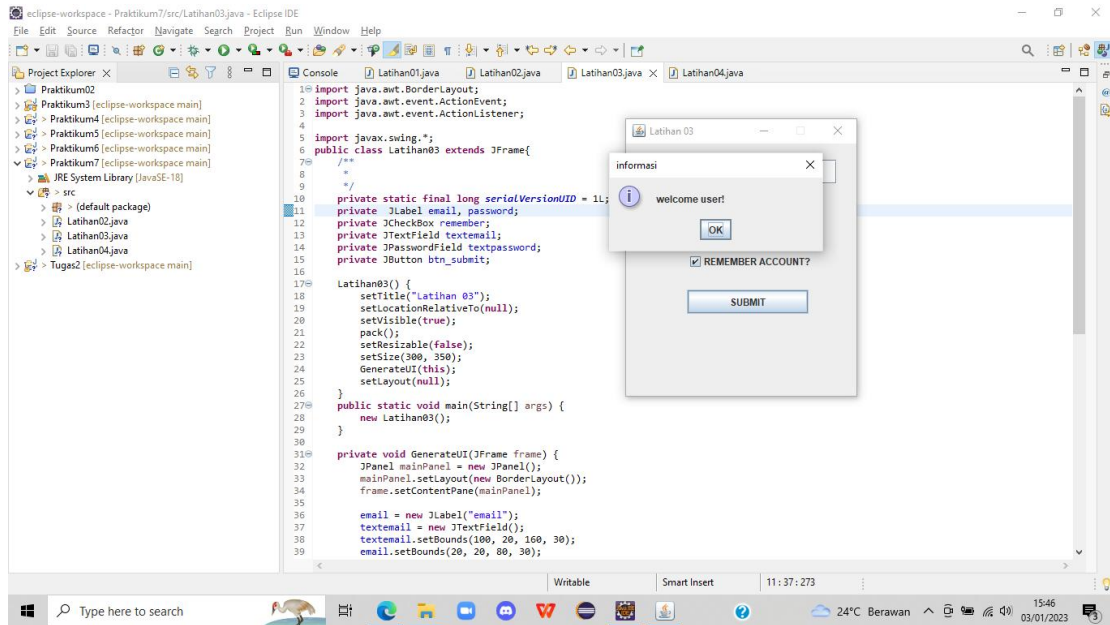 eclipse-workspace - Praktikum7/src/Latihan03.java - Eclipse IDE
File Edit Source Refactor Navigate Search Project Run Window Help
Project Explorer
Praktikum02
Praktikum3 [eclipse-workspace main]
> Praktikum4 [eclipse-workspace main]
> Praktikum5 [eclipse-workspace main]
> Praktikum6 [eclipse-workspace main]
> Praktikum7 [eclipse-workspace main]
JRE System Library [JavaSE-18]
> src
> (default package)
> Latihan02.java
> Latihan03.java
> Latihan04.java
> Tugas2 [eclipse-workspace main]
Console Latihan01.java Latihan02.java Latihan03.java Latihan04.java
1 import java.awt.BorderLayout;
2 import java.awt.event.ActionEvent;
3 import java.awt.event.ActionListener;
4
5 import javax.swing.*;
6 public class Latihan03 extends JFrame{
7 /**
8 *
9 */
10 private static final long serialVersionUID = 1L;
11 private JLabel email, password;
12 private JCheckBox remember;
13 private JTextField textemail;
14 private JPasswordField textpassword;
15 private JButton btn_submit;
16
17 Latihan03() {
18 setTitle("Latihan 03");
19 setLocationRelativeTo(null);
20 setVisible(true);
21 pack();
22 setResizable(false);
23 setSize(300, 350);
24 GenerateUI(this);
25 setLayout(null);
26 }
27 public static void main(String[] args) {
28 new Latihan03();
29 }
30
31 private void GenerateUI(JFrame frame) {
32 JPanel mainPanel = new JPanel();
33 mainPanel.setLayout(new BorderLayout());
34 frame.setContentPane(mainPanel);
35
36 email = new JLabel("email");
37 textemail = new JTextField();
38 textemail.setBounds(100, 20, 160, 30);
39 email.setBounds(20, 20, 80, 30);
Latihan 03
informasi
welcome user!
OK
REMEMBER ACCOUNT?
SUBMIT
Writable Smart Insert 11 : 37 : 273
Type here to search
24°C Berawan
15:46
03/01/2023
3